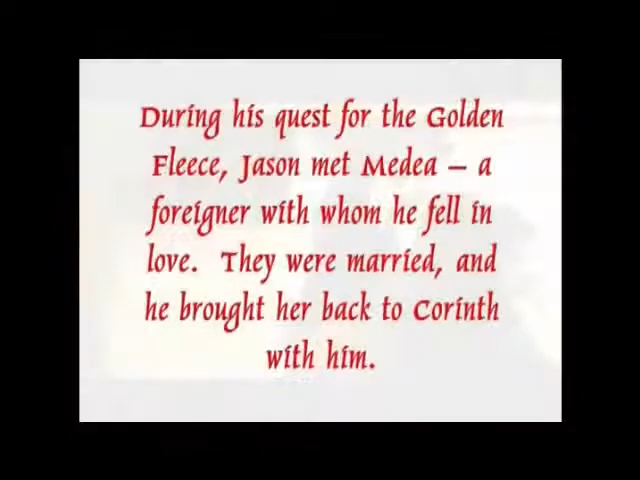 During his quest for the Golden
Fleece, Jason met Medea – a
foreigner with whom he fell in
love. They were married, and
he brought her back to Corinth
with him.